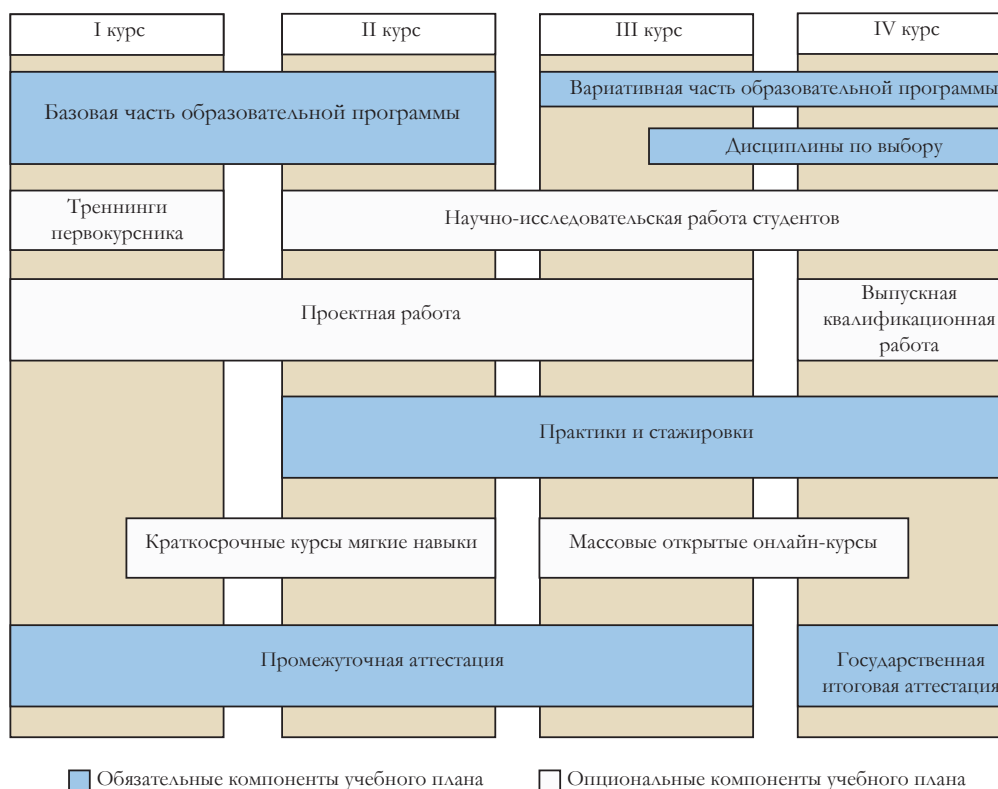 I курс
II курс
III курс
IV курс
Базовая часть образовательной программы
Вариативная часть образовательной программы
Дисциплины по выбору
Треннинги
первокурсника
Научно-исследовательская работа студентов
Проектная работа
Выпускная
квалификационная
работа
Практики и стажировки
Краткосрочные курсы мягкие навыки
Массовые открытые онлайн-курсы
Промежуточная аттестация
Государственная
итоговая аттестация
Обязательные компоненты учебного плана
Опциональные компоненты учебного плана